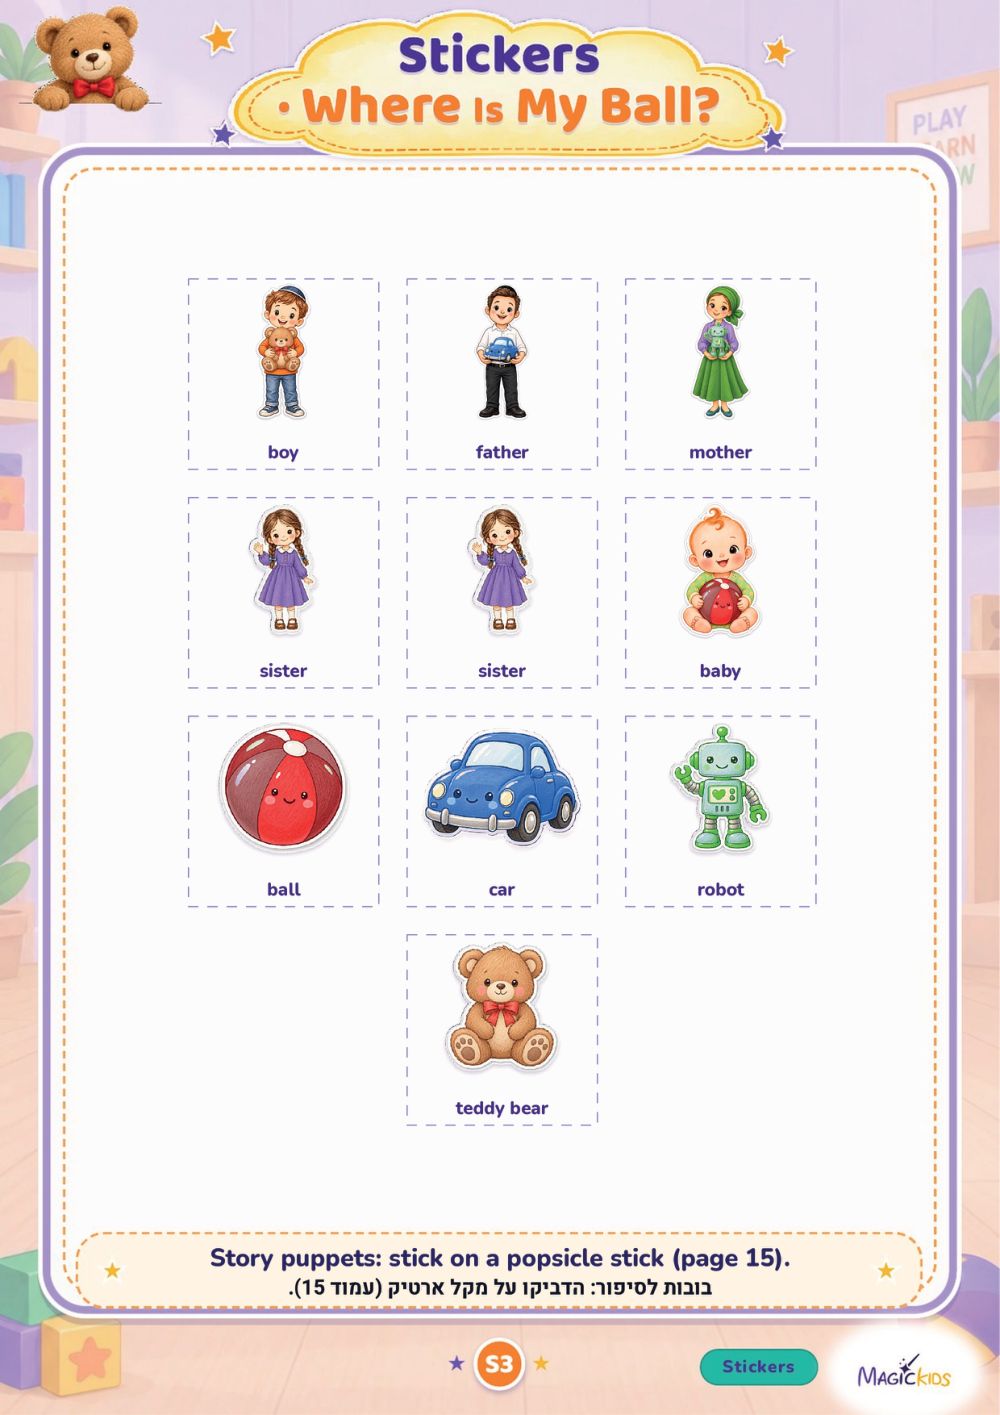 Stickers
• Where Is My Ball?
PLAY
boy
father
mother
sister
sister
baby
ball
car
robot
teddy bear
Story puppets: stick on a popsicle stick (page 15).
בובות לסיפור: הדביקו על מקל ארטיק (עמוד 15).
S3
Stickers
MAGICKIDS